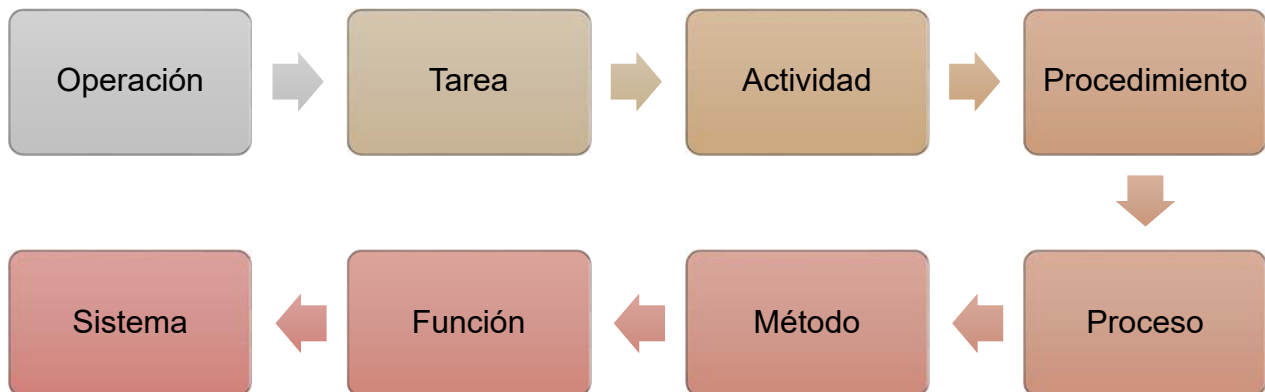 Operación
Tarea
Actividad
Procedimiento
Proceso
Método
Función
Sistema